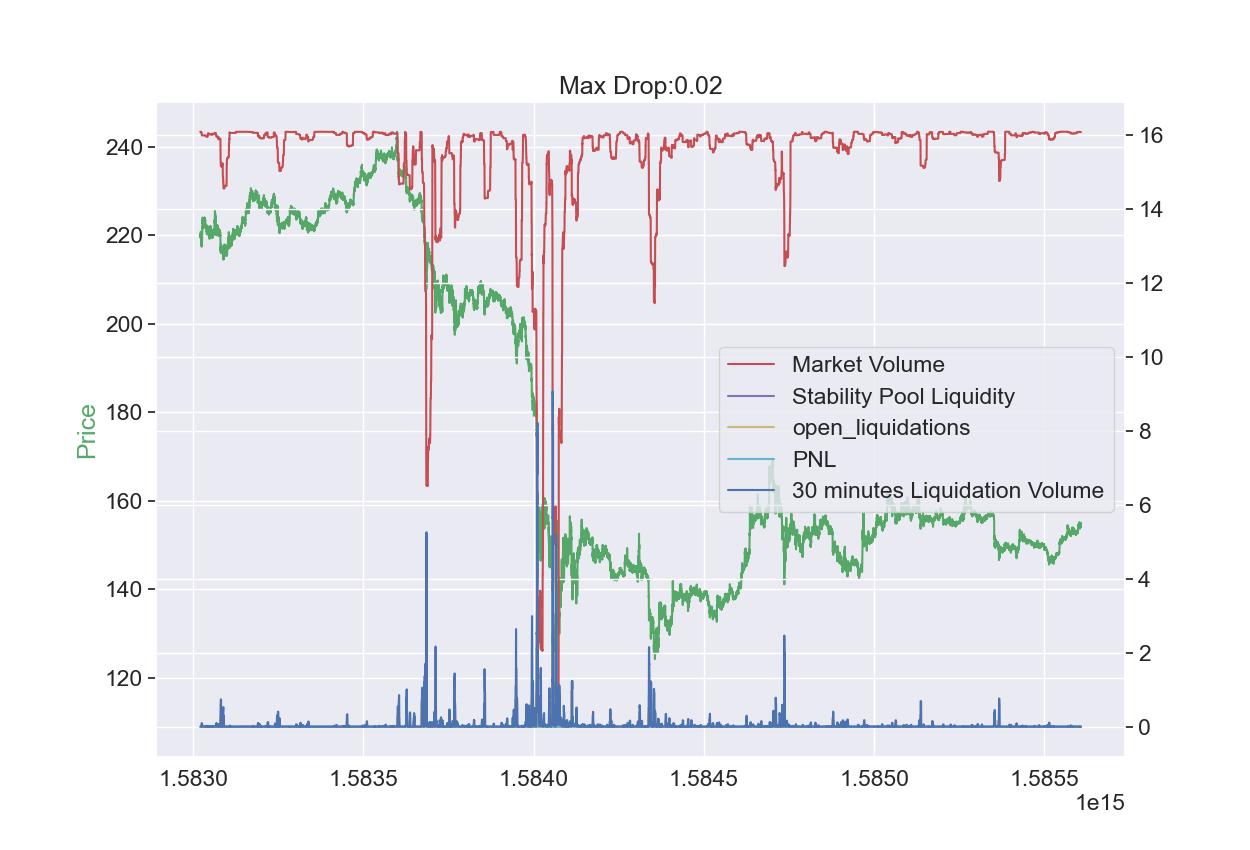 Max Drop:0.02
240
220
200
180
160
140
120
Price
16
14
12
10
8
6
4
2
0
Market Volume
Stability Pool Liquidity
open_liquidations
PNL
30 minutes Liquidation Volume
1.5830 1.5835 1.5840 1.5845 1.5850 1.5855
1e15